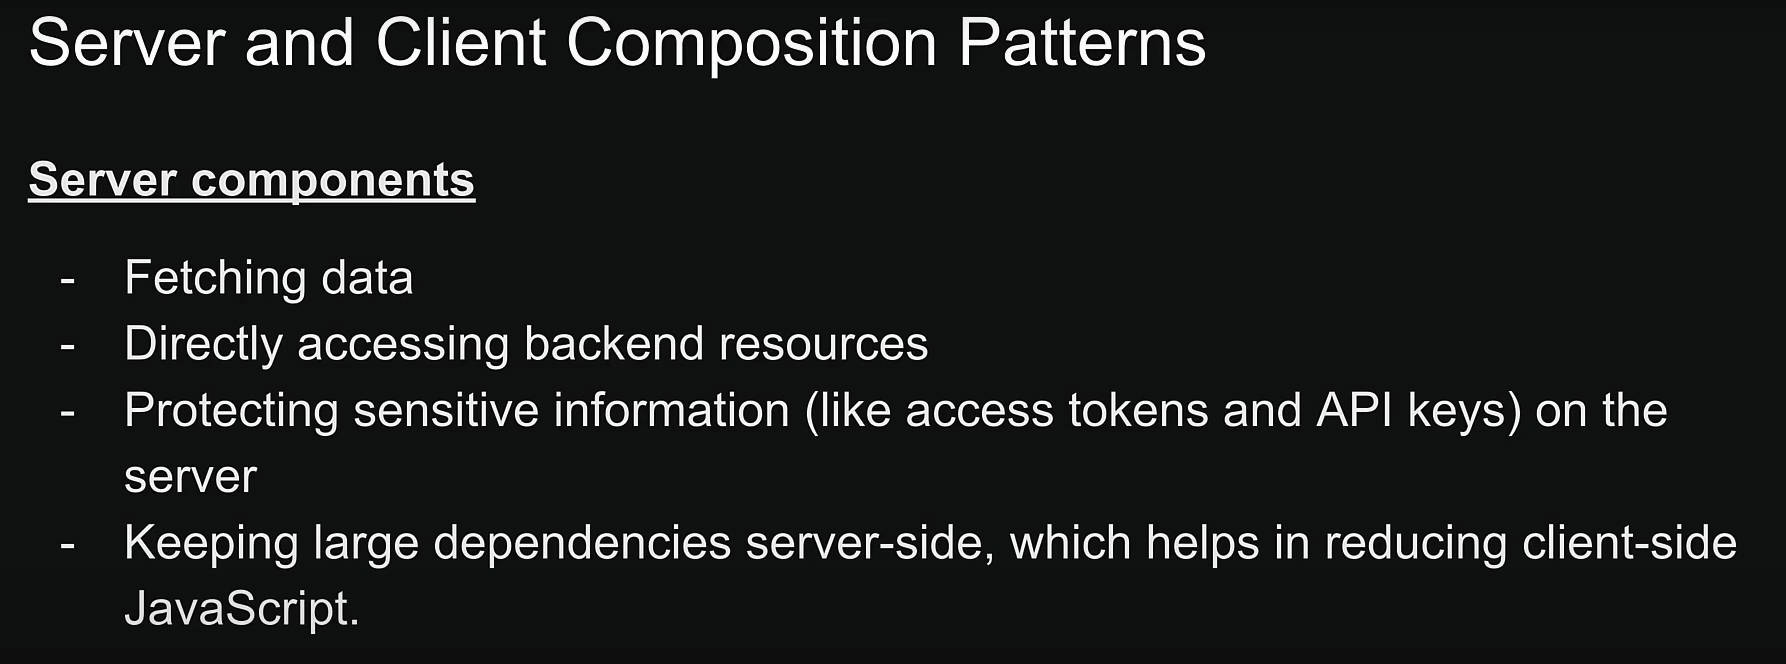 Server and Client Composition Patterns
Server components
- Fetching data
- Directly accessing backend resources
- Protecting sensitive information (like access tokens and API keys) on the
server
- Keeping large dependencies server-side, which helps in reducing client-side
JavaScript.